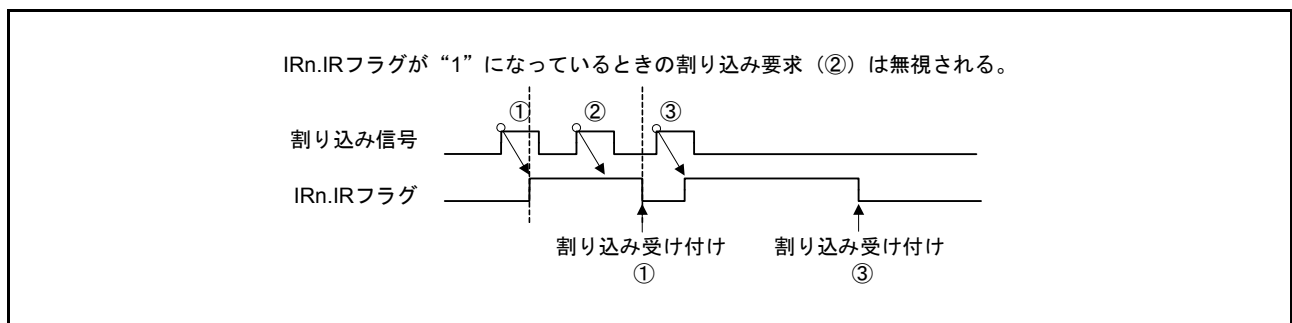 IRn.IRフラグが“1”になっているときの割り込み要求（②）は無視される。
① ② ③
割り込み信号
IRn.IRフラグ
割り込み受け付け 割り込み受け付け
① ③